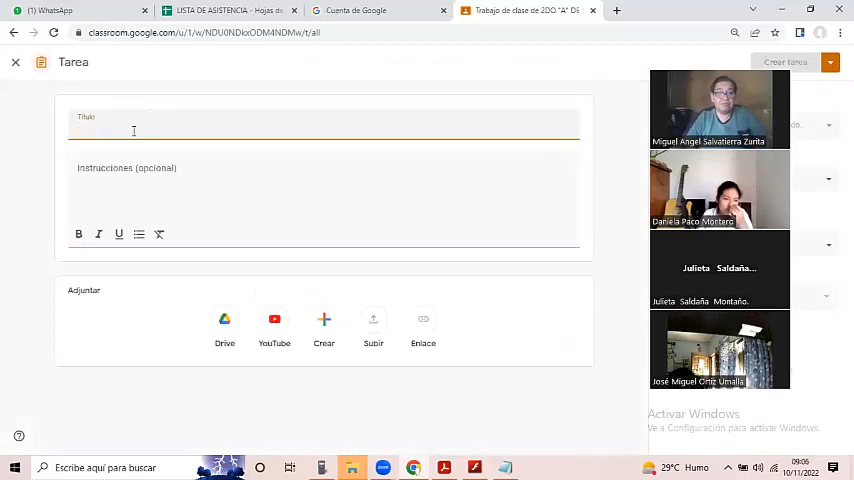 (1) WhatsApp
LISTA DE ASISTENCIA - Hojas de
Cuenta de Google
Trabajo de clase de 2DO "A" DE S
classroom.google.com/u/1/w/NDU0NDkxODM4NDMw/t/all
Tarea
Crear tarea
Título
Instrucciones (opcional)
B I U
Adjuntar
Drive
YouTube
Crear
Subir
Enlace
Miguel Angel Salvatierra Zurita
Daniela Paco Montero
Julieta Saldaña...
Julieta Saldaña Montaño.
José Miguel Ortiz Umalla
do...
Activar Windows
Ve a Configuración para activar Windows.
Escribe aquí para buscar
29°C Humo
09:06
10/11/2022